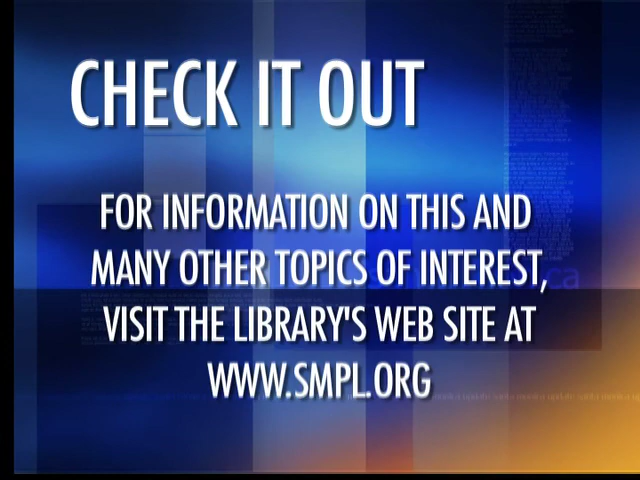 CHECK IT OUT
FOR INFORMATION ON THIS AND
MANY OTHER TOPICS OF INTEREST,
VISIT THE LIBRARY'S WEB SITE AT
WWW.SMPL.ORG